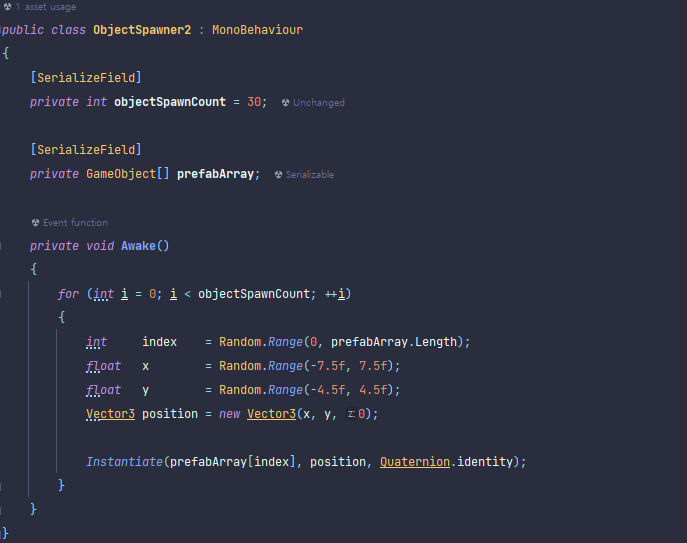 1 asset usage
public class ObjectSpawner2 : MonoBehaviour
{
[SerializeField]
private int objectSpawnCount = 30; Unchanged
[SerializeField]
private GameObject[] prefabArray; Serializable
Event function
private void Awake()
{
for (int i = 0; i < objectSpawnCount; ++i)
{
int index = Random.Range(0, prefabArray.Length);
float x = Random.Range(-7.5f, 7.5f);
float y = Random.Range(-4.5f, 4.5f);
Vector3 position = new Vector3(x, y, z:0);
Instantiate(prefabArray[index], position, Quaternion.identity);
}
}
}